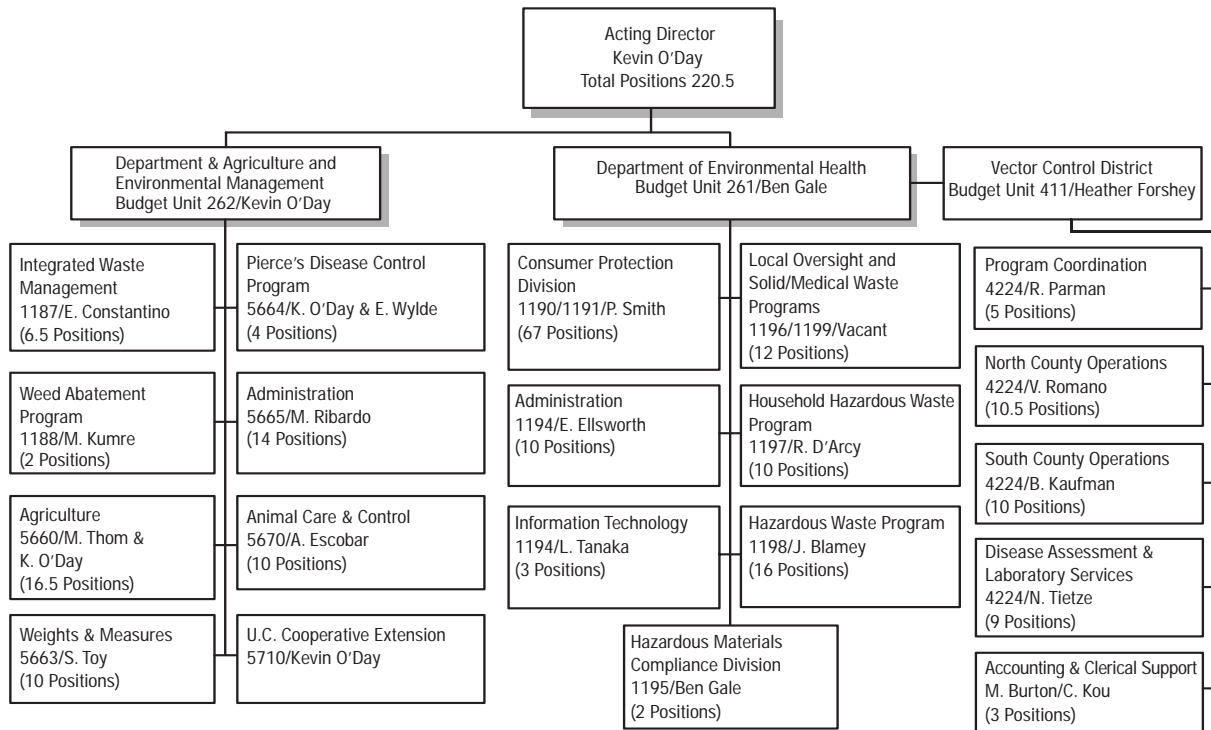 Acting Director
Kevin O'Day
Total Positions 220.5
Department & Agriculture and
Environmental Management
Budget Unit 262/Kevin O'Day
Department of Environmental Health
Budget Unit 261/Ben Gale
Vector Control District
Budget Unit 411/Heather Forshey
Integrated Waste
Management
1187/E. Constantino
(6.5 Positions)
Pierce's Disease Control
Program
5664/K. O'Day & E. Wylde
(4 Positions)
Weed Abatement
Program
1188/M. Kumre
(2 Positions)
Administration
5665/M. Ribardo
(14 Positions)
Agriculture
5660/M. Thom &
K. O'Day
(16.5 Positions)
Animal Care & Control
5670/A. Escobar
(10 Positions)
Weights & Measures
5663/S. Toy
(10 Positions)
U.C. Cooperative Extension
5710/Kevin O'Day
Consumer Protection
Division
1190/1191/P. Smith
(67 Positions)
Local Oversight and
Solid/Medical Waste
Programs
1196/1199/Vacant
(12 Positions)
Administration
1194/E. Ellsworth
(10 Positions)
Household Hazardous Waste
Program
1197/R. D'Arcy
(10 Positions)
Information Technology
1194/L. Tanaka
(3 Positions)
Hazardous Waste Program
1198/J. Blamey
(16 Positions)
Hazardous Materials
Compliance Division
1195/Ben Gale
(2 Positions)
Program Coordination
4224/R. Parman
(5 Positions)
North County Operations
4224/V. Romano
(10.5 Positions)
South County Operations
4224/B. Kaufman
(10 Positions)
Disease Assessment &
Laboratory Services
4224/N. Tietze
(9 Positions)
Accounting & Clerical Support
M. Burton/C. Kou
(3 Positions)